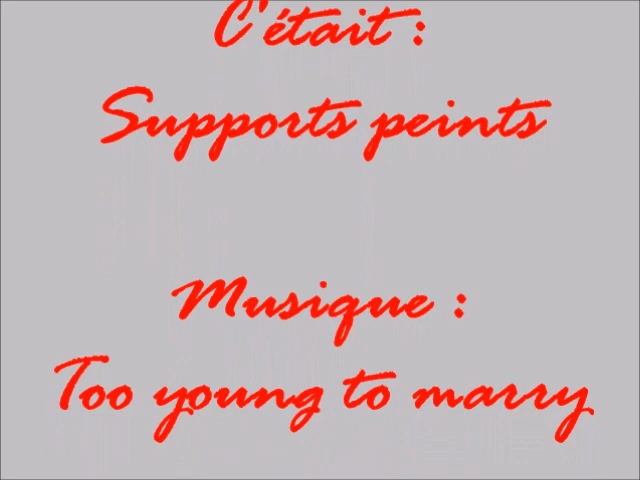 C'était :
Supports peints
Musique :
Too young to marry